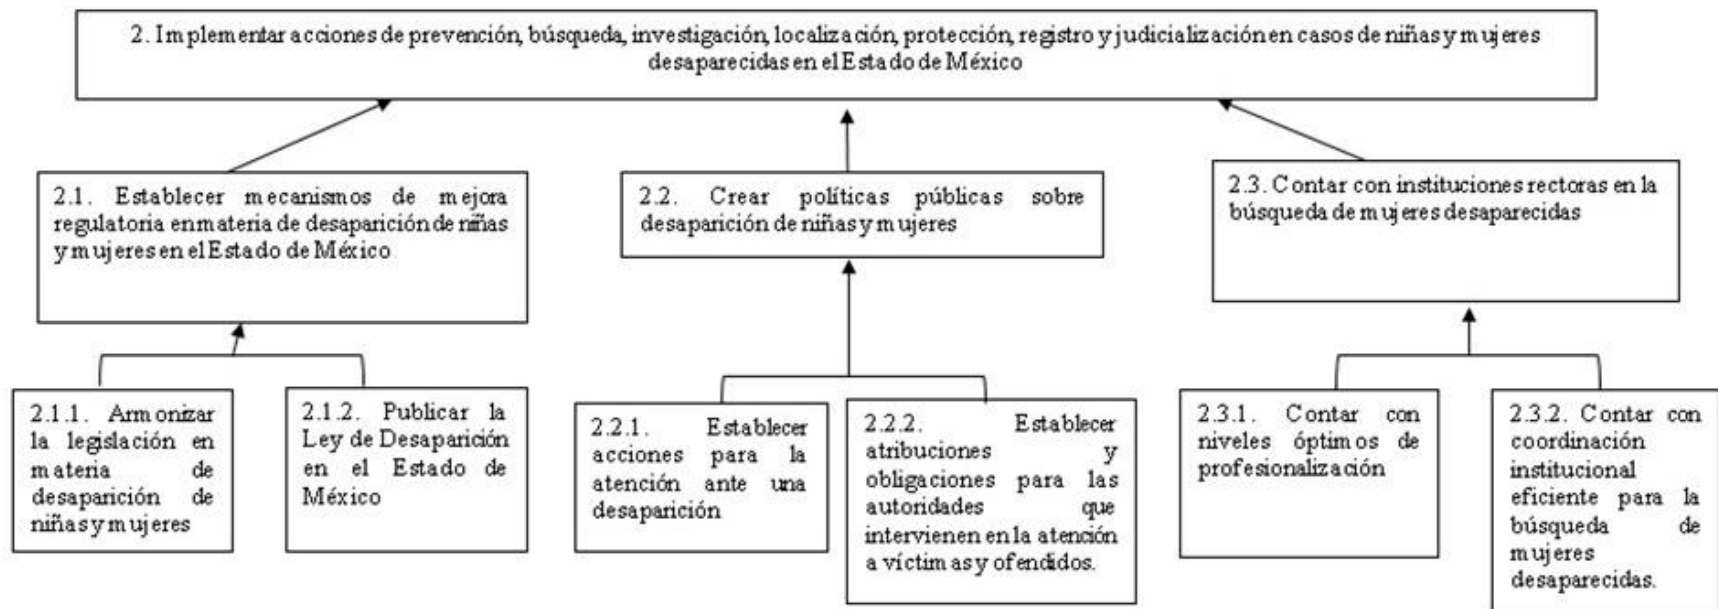 2. Implementar acciones de prevención, búsqueda, investigación, localización, protección, registro y judicialización en casos de niñas y mujeres
desaparecidas en el Estado de México
2.1. Establecer mecanismos de mejora
regulatoria en materia de desaparición de niñas
y mujeres en el Estado de México
2.2. Crear políticas públicas sobre
desaparición de niñas y mujeres
2.3. Contar con instituciones rectoras en la
búsqueda de mujeres desaparecidas
2.1.1. Armonizar
la legislación en
materia de
desaparición de
niñas y mujeres
2.1.2. Publicar la
Ley de Desaparición
en el Estado de
México
2.2.1. Establecer
acciones para la
atención ante una
desaparición
2.2.2. Establecer
atribuciones y
obligaciones para las
autoridades que
intervienen en la atención
a víctimas y ofendidos.
2.3.1. Contar con
niveles óptimos de
profesionalización
2.3.2. Contar con
coordinación
institucional
eficiente para la
búsqueda de
mujeres
desaparecidas.